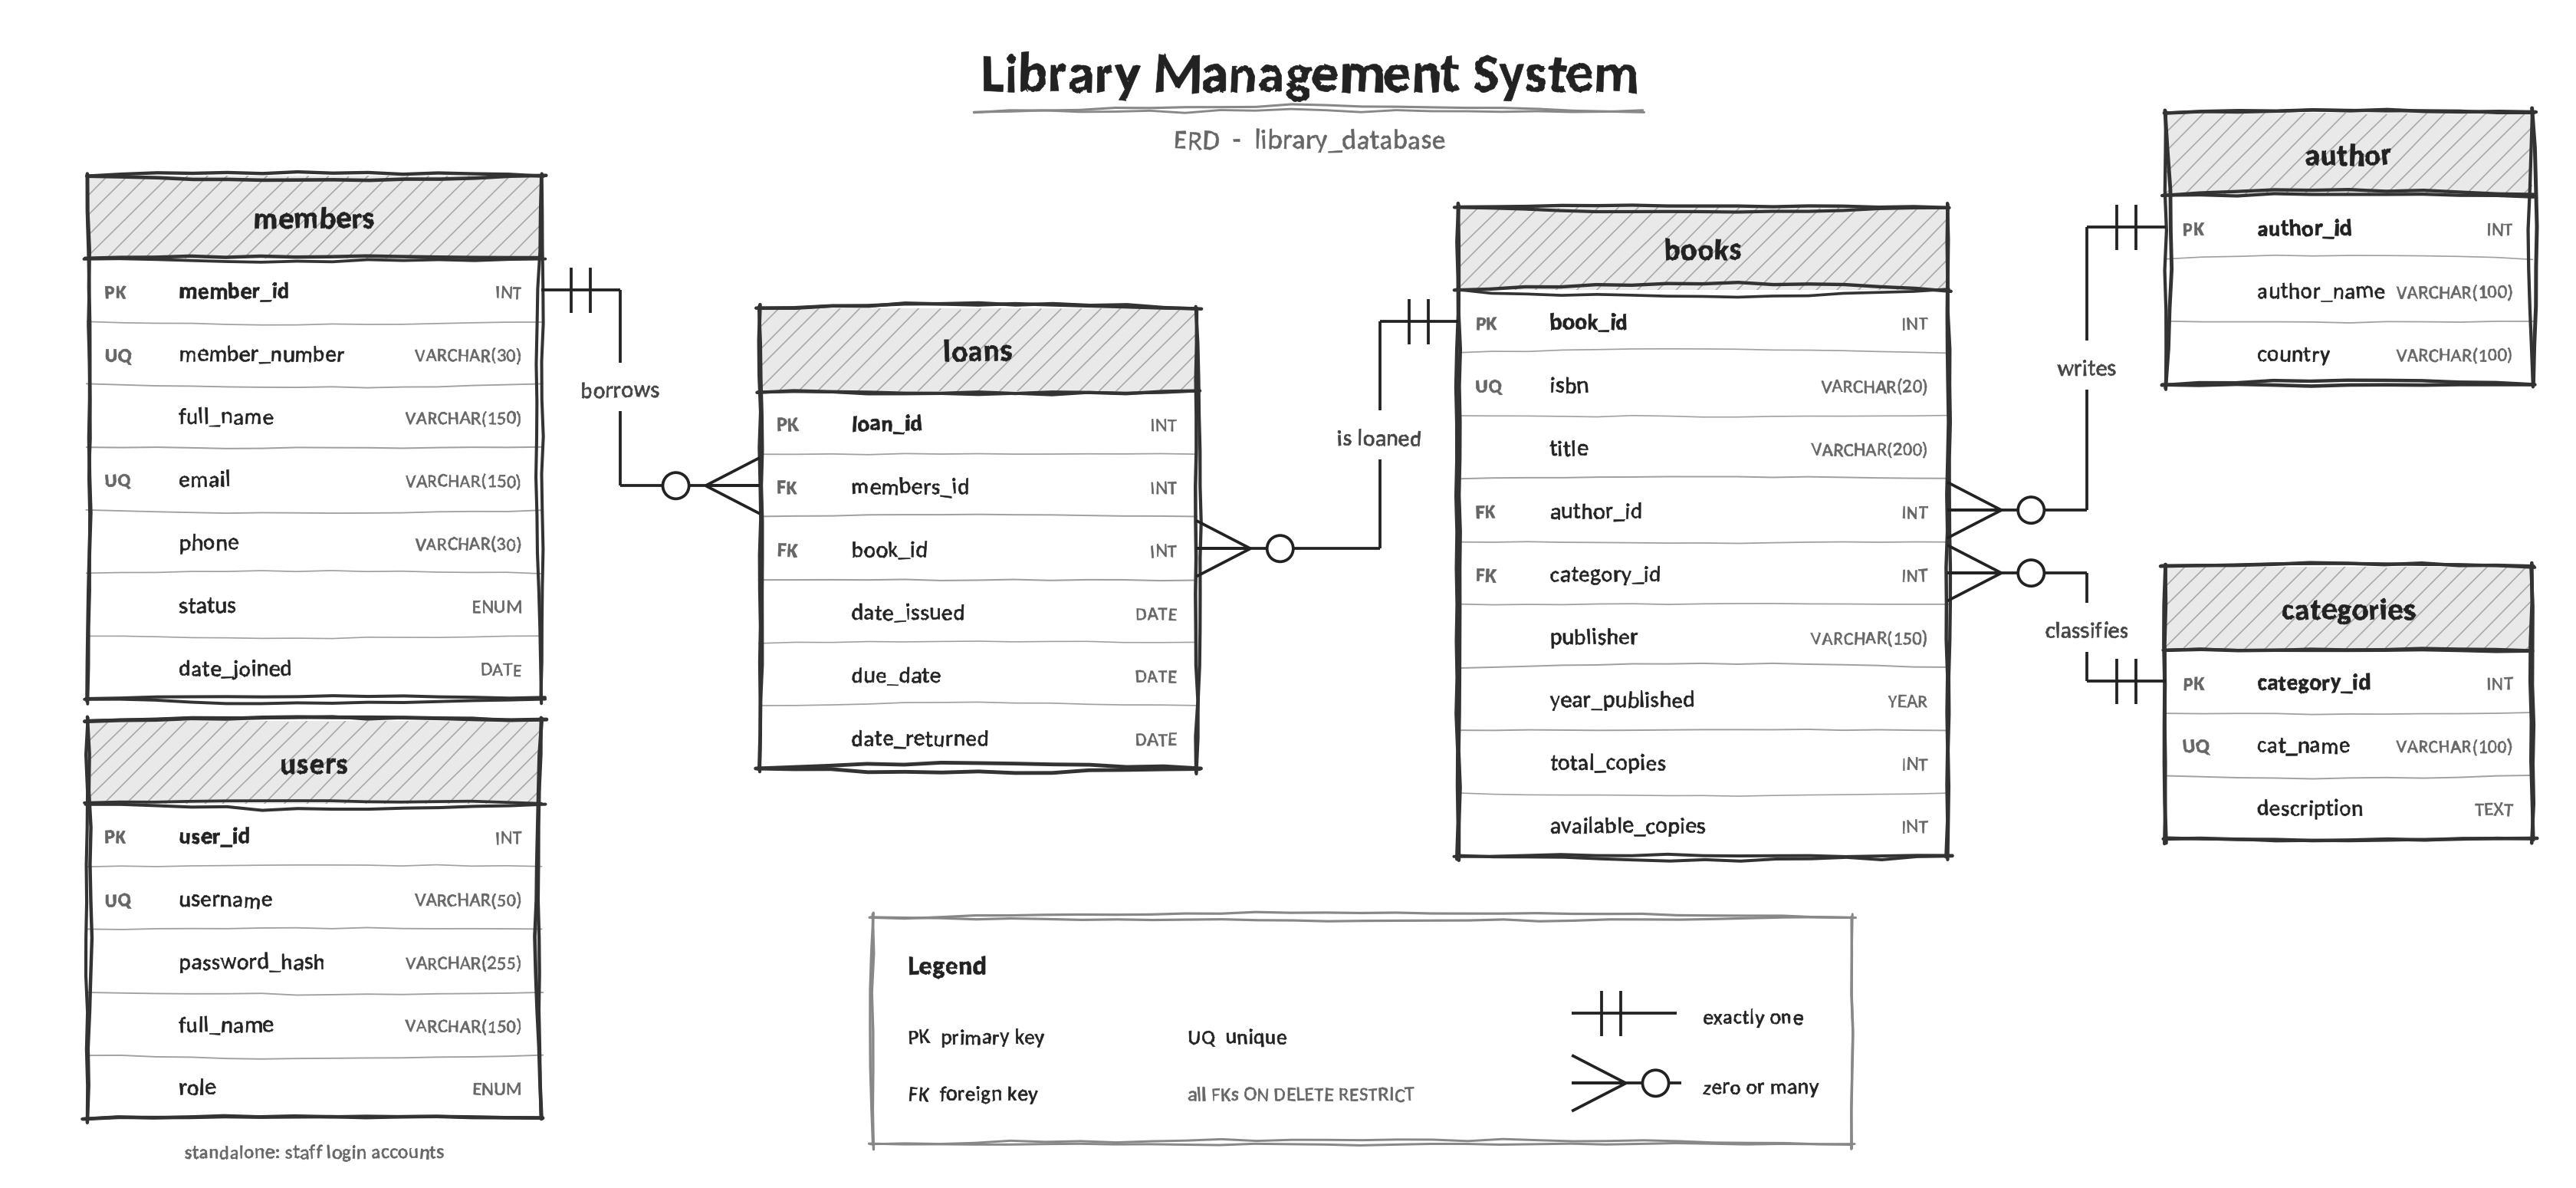 Library Management System
ERD - library_database
members
PK member_id INT
UQ member_number VARCHAR(30)
full_name VARCHAR(150)
UQ email VARCHAR(150)
phone VARCHAR(30)
status ENUM
date_joined DATE
users
PK user_id INT
UQ username VARCHAR(50)
password_hash VARCHAR(255)
full_name VARCHAR(150)
role ENUM
standalone: staff login accounts
borrows
loans
PK loan_id INT
FK members_id INT
FK book_id INT
date_issued DATE
due_date DATE
date_returned DATE
is loaned
books
PK book_id INT
UQ isbn VARCHAR(20)
title VARCHAR(200)
FK author_id INT
FK category_id INT
publisher VARCHAR(150)
year_published YEAR
total_copies INT
available_copies INT
writes
classifies
author
PK author_id INT
author_name VARCHAR(100)
country VARCHAR(100)
categories
PK category_id INT
UQ cat_name VARCHAR(100)
description TEXT
Legend
PK primary key
UQ unique
FK foreign key
all FKs ON DELETE RESTRICT
exactly one
zero or many